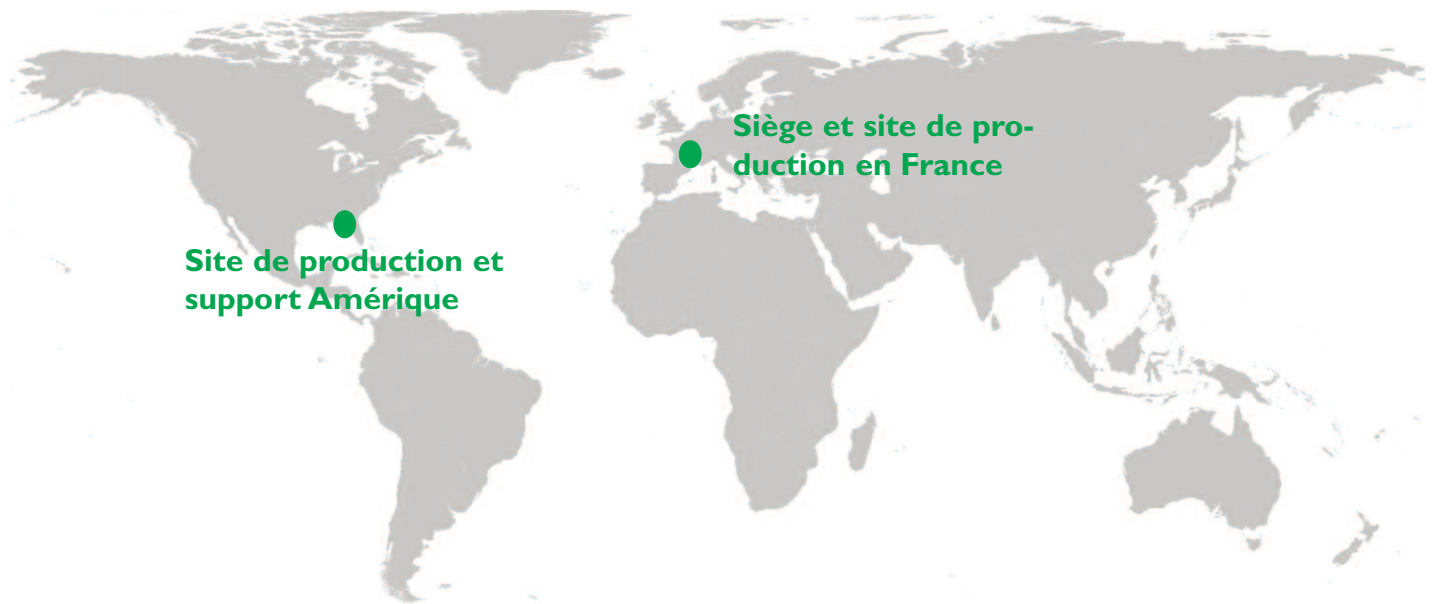 Siège et site de pro-
duction en France
Site de production et
support Amérique